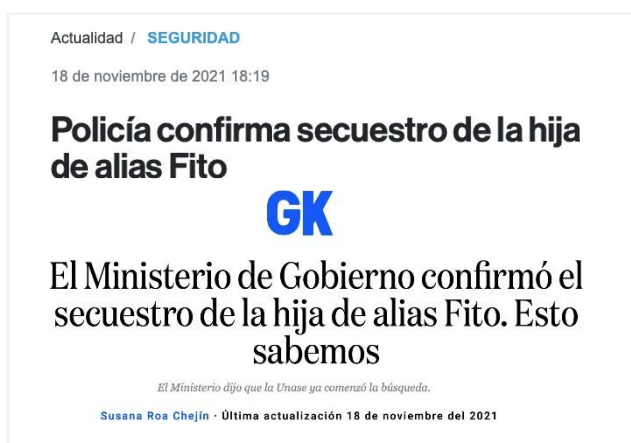 Actualidad / SEGURIDAD
18 de noviembre de 2021 18:19
Policía confirma secuestro de la hija
de alias Fito
GK
El Ministerio de Gobierno confirmó el
secuestro de la hija de alias Fito. Esto
sabemos
El Ministerio dijo que la Unase ya comenzó la búsqueda.
Susana Roa Chejín · Última actualización 18 de noviembre del 2021